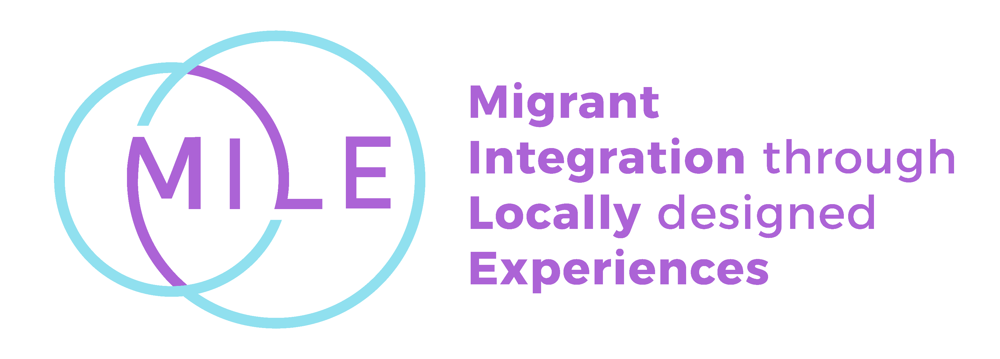 MILE
Migrant
Integration through
Locally designed
Experiences